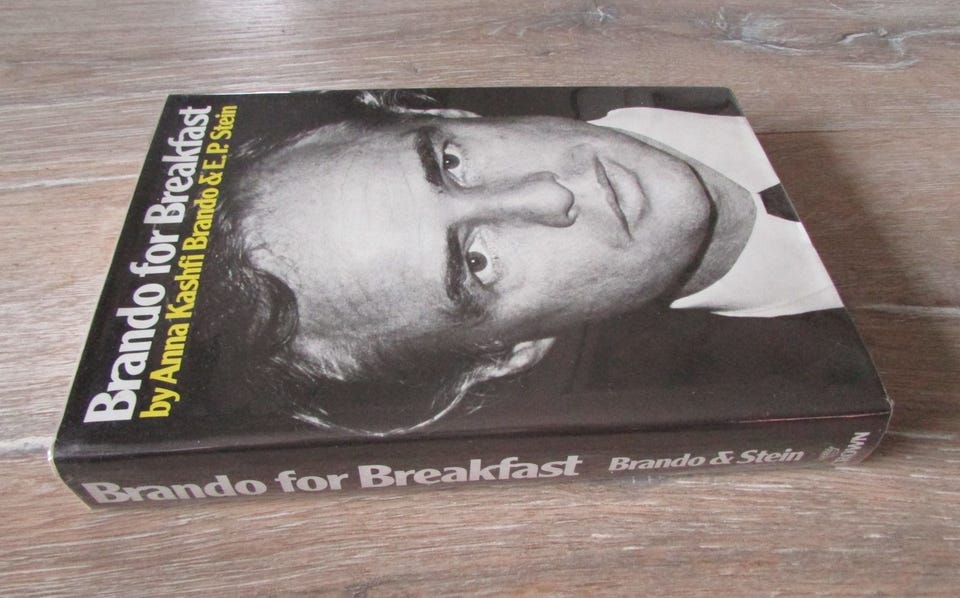 Brando for Breakfast
by Anna Kashfi Brando & E.P. Stein
Brando for Breakfast
Brando & Stein